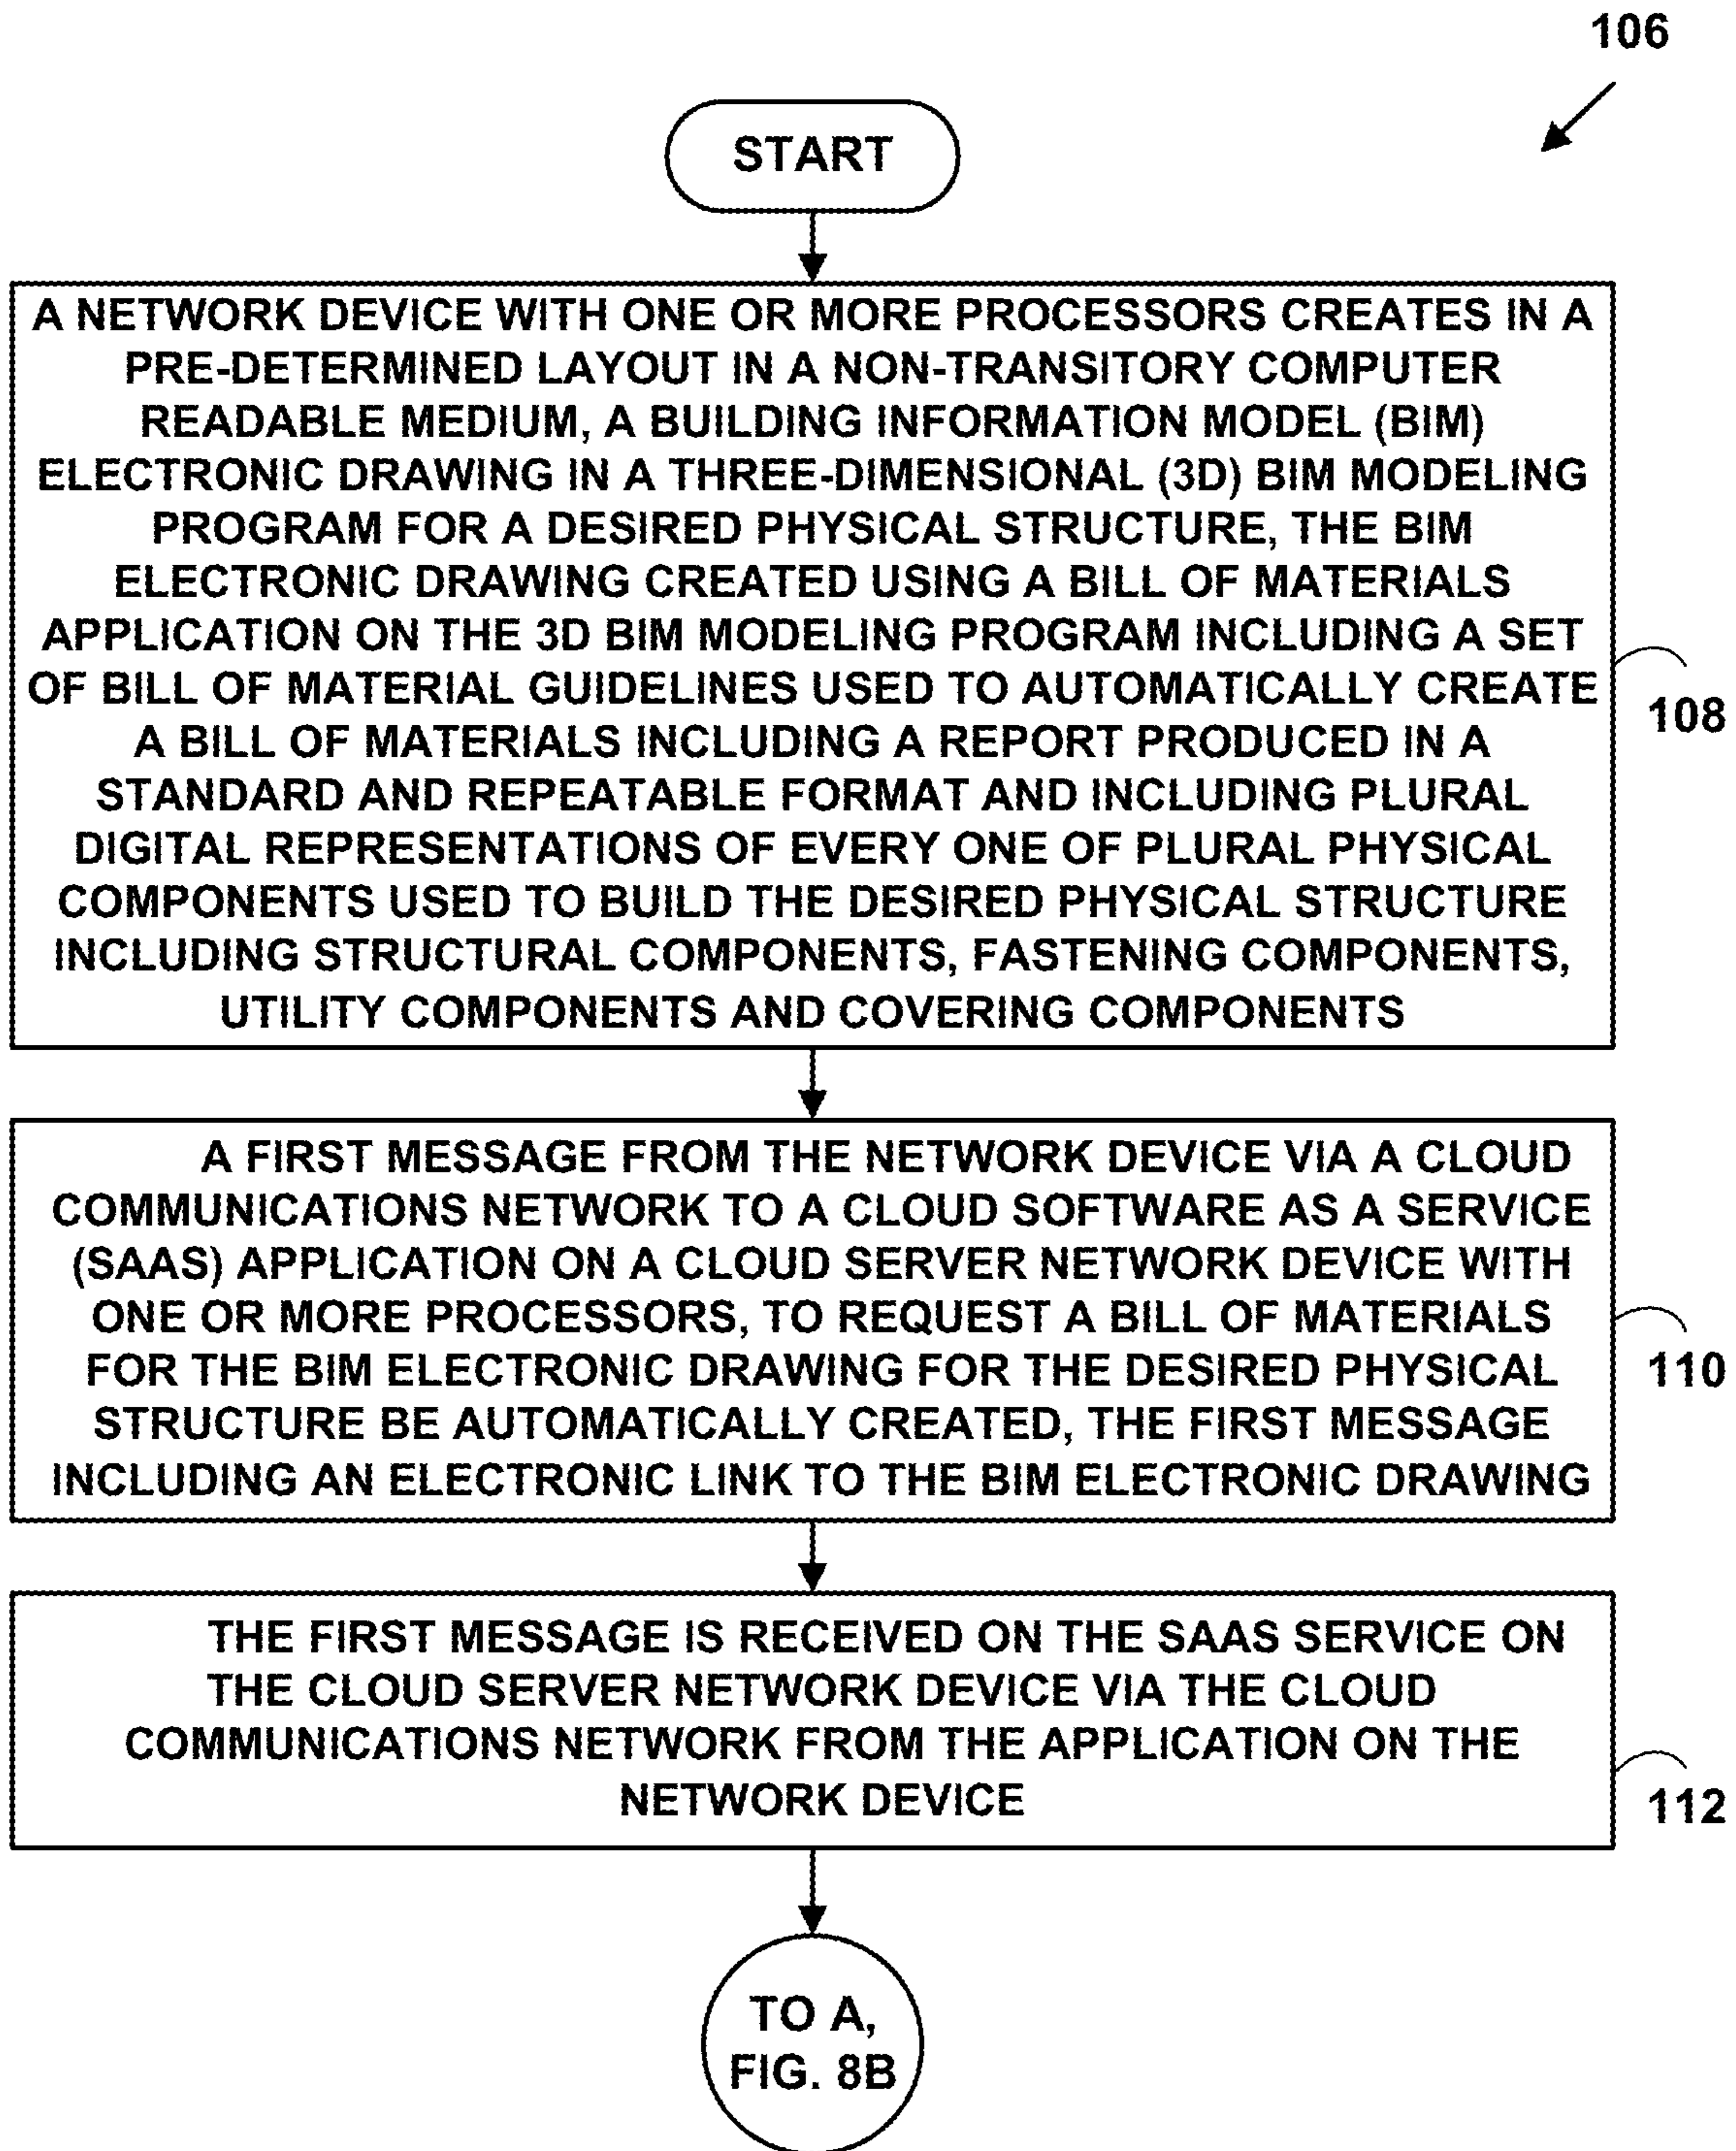 106
START
A NETWORK DEVICE WITH ONE OR MORE PROCESSORS CREATES IN A
PRE-DETERMINED LAYOUT IN A NON-TRANSITORY COMPUTER
READABLE MEDIUM, A BUILDING INFORMATION MODEL (BIM)
ELECTRONIC DRAWING IN A THREE-DIMENSIONAL (3D) BIM MODELING
PROGRAM FOR A DESIRED PHYSICAL STRUCTURE, THE BIM
ELECTRONIC DRAWING CREATED USING A BILL OF MATERIALS
APPLICATION ON THE 3D BIM MODELING PROGRAM INCLUDING A SET
OF BILL OF MATERIAL GUIDELINES USED TO AUTOMATICALLY CREATE
A BILL OF MATERIALS INCLUDING A REPORT PRODUCED IN A
STANDARD AND REPEATABLE FORMAT AND INCLUDING PLURAL
DIGITAL REPRESENTATIONS OF EVERY ONE OF PLURAL PHYSICAL
COMPONENTS USED TO BUILD THE DESIRED PHYSICAL STRUCTURE
INCLUDING STRUCTURAL COMPONENTS, FASTENING COMPONENTS,
UTILITY COMPONENTS AND COVERING COMPONENTS
108
A FIRST MESSAGE FROM THE NETWORK DEVICE VIA A CLOUD
COMMUNICATIONS NETWORK TO A CLOUD SOFTWARE AS A SERVICE
(SAAS) APPLICATION ON A CLOUD SERVER NETWORK DEVICE WITH
ONE OR MORE PROCESSORS, TO REQUEST A BILL OF MATERIALS
FOR THE BIM ELECTRONIC DRAWING FOR THE DESIRED PHYSICAL
STRUCTURE BE AUTOMATICALLY CREATED, THE FIRST MESSAGE
INCLUDING AN ELECTRONIC LINK TO THE BIM ELECTRONIC DRAWING
110
THE FIRST MESSAGE IS RECEIVED ON THE SAAS SERVICE ON
THE CLOUD SERVER NETWORK DEVICE VIA THE CLOUD
COMMUNICATIONS NETWORK FROM THE APPLICATION ON THE
NETWORK DEVICE
112
TO A,
FIG. 8B